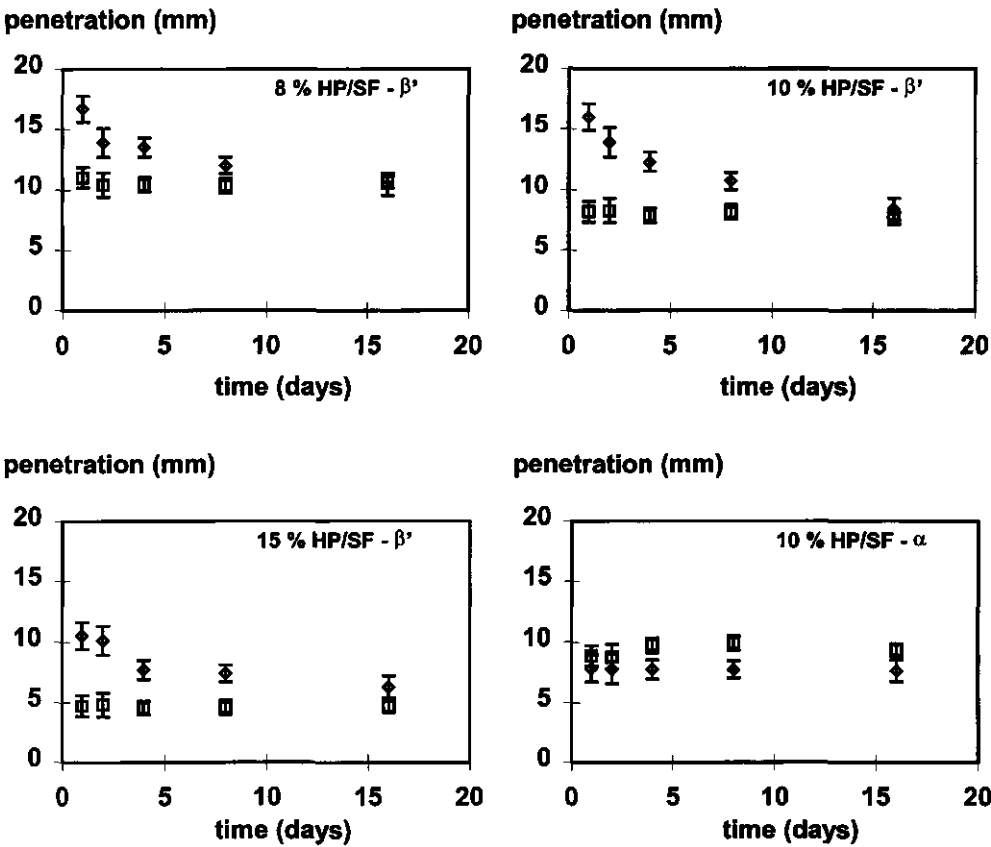 penetration (mm)
20
15
10
5
0
8 % HP/SF - β'
0 5 10 15 20
time (days)
penetration (mm)
20
15
10
5
0
10 % HP/SF - β'
0 5 10 15 20
time (days)
penetration (mm)
20
15
10
5
0
15 % HP/SF - β'
0 5 10 15 20
time (days)
penetration (mm)
20
15
10
5
0
10 % HP/SF - α
0 5 10 15 20
time (days)